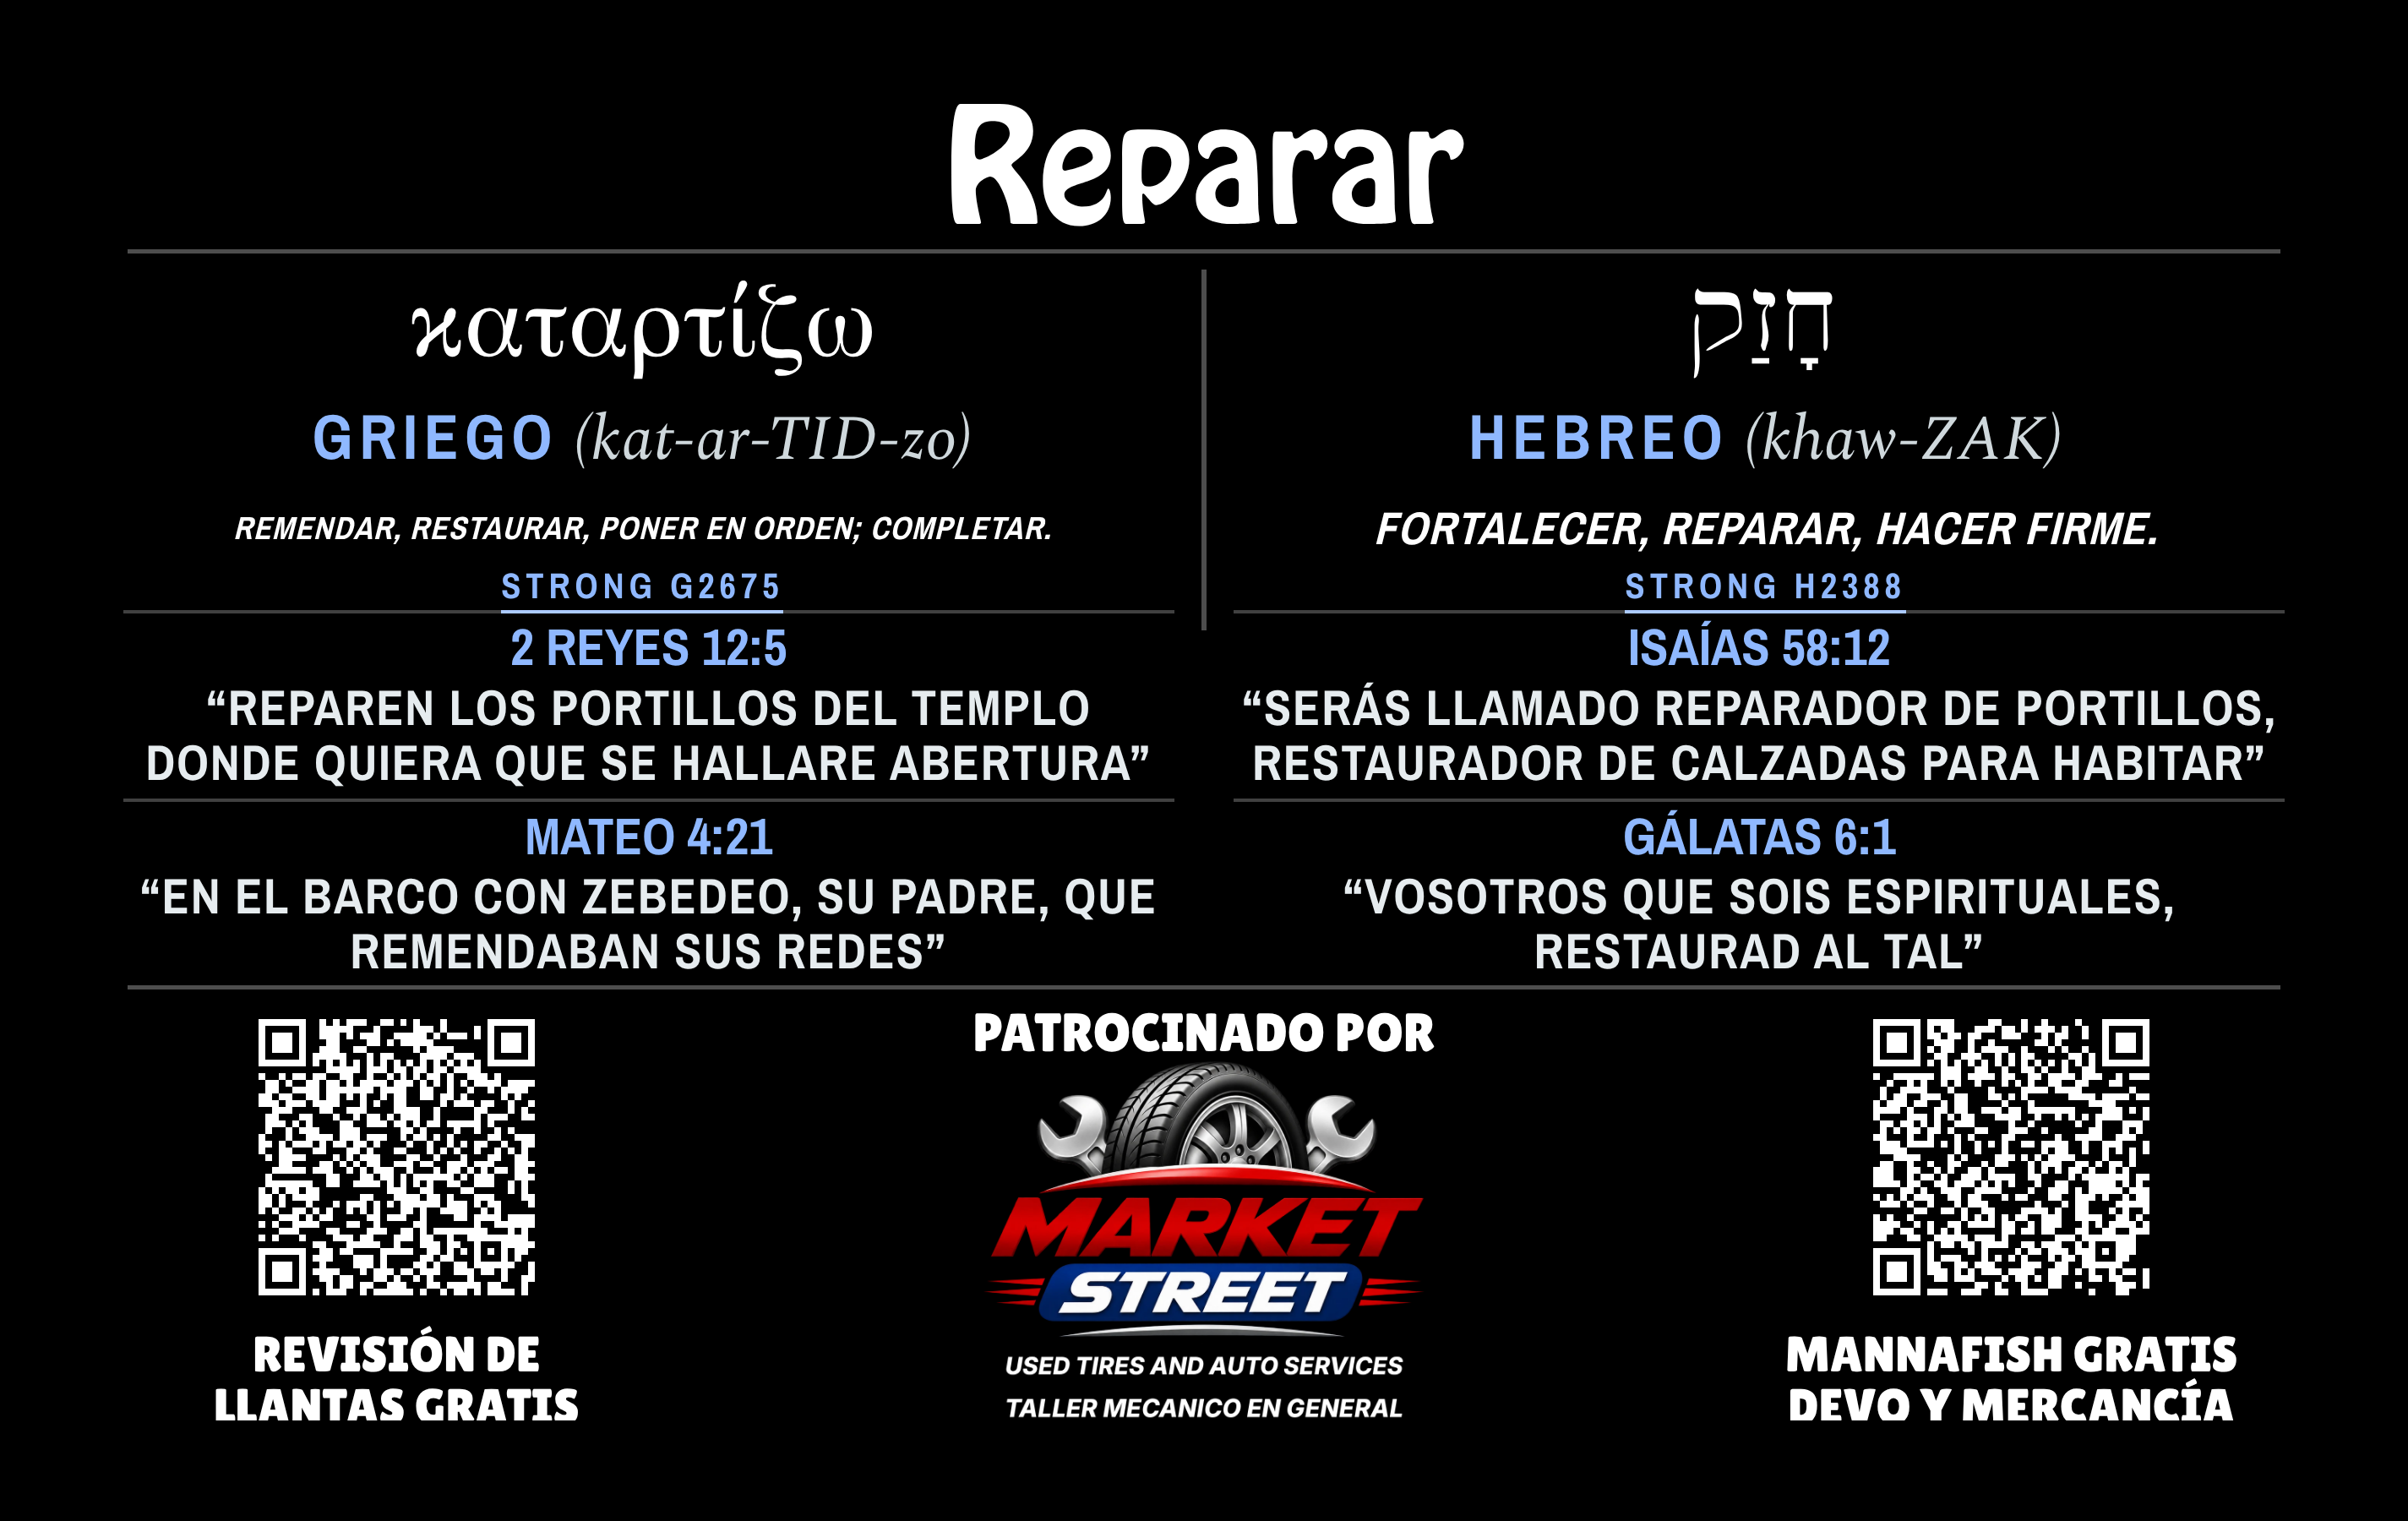 Reparar
καταρτίζω
GRIEGO (kat-ar-TID-zo)
REMENDAR, RESTAURAR, PONER EN ORDEN; COMPLETAR.
STRONG G2675
חָזַק
HEBREO (khaw-ZAK)
FORTALECER, REPARAR, HACER FIRME.
STRONG H2388
2 REYES 12:5
“REPAREN LOS PORTILLOS DEL TEMPLO
DONDE QUIERA QUE SE HALLARE ABERTURA”
ISAÍAS 58:12
“SERÁS LLAMADO REPARADOR DE PORTILLOS,
RESTAURADOR DE CALZADAS PARA HABITAR”
MATEO 4:21
“EN EL BARCO CON ZEBEDEO, SU PADRE, QUE
REMENDABAN SUS REDES”
GÁLATAS 6:1
“VOSOTROS QUE SOIS ESPIRITUALES,
RESTAURAD AL TAL”
REVISIÓN DE
LLANTAS GRATIS
PATROCINADO POR
MARKET
STREET
USED TIRES AND AUTO SERVICES
TALLER MECANICO EN GENERAL
MANNAFISH GRATIS
DEVO Y MERCANCÍA